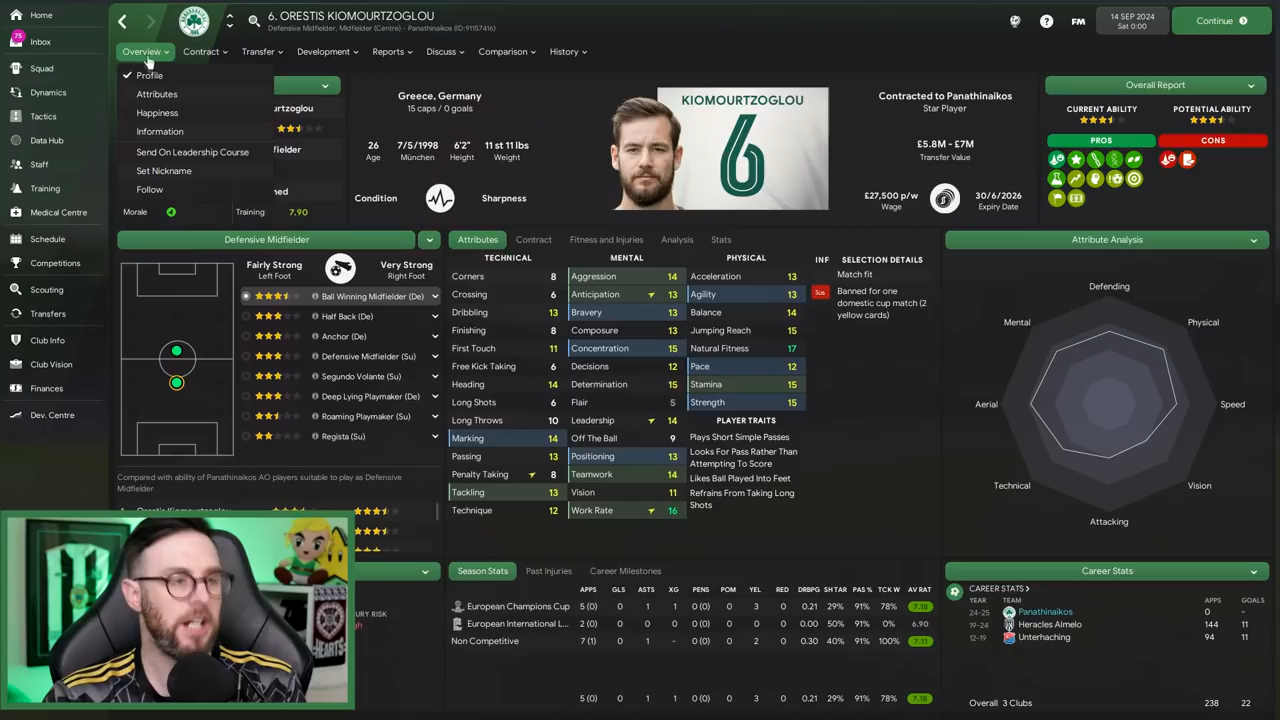 Home
75
Inbox
Squad
Dynamics
Tactics
Data Hub
Staff
Training
Medical Centre
Schedule
Competitions
Scouting
Transfers
Club Info
Club Vision
Finances
Dev. Centre
6. ORESTIS KIOMOURTZOGLOU
Defensive Midfielder, Midfielder (Centre) - Panathinaikos (ID:91157416)
FM
14 SEP 2024
Sat 0:00
Continue
Overview
Contract
Transfer
Development
Reports
Discuss
Comparison
History
Profile
Attributes
Happiness
Information
Send On Leadership Course
Set Nickname
Follow
Morale
Training 7.90
Greece, Germany
15 caps / 0 goals
26 7/5/1998 6'2" 11 st 11 lbs
Age München Height Weight
Condition
Sharpness
KIOMOURTZOGLOU
6
Contracted to Panathinaikos
Star Player
£5.8M - £7M
Transfer Value
£27,500 p/w 30/6/2026
Wage Expiry Date
Overall Report
CURRENT ABILITY POTENTIAL ABILITY
PROS CONS
Defensive Midfielder
Fairly Strong Very Strong
Left Foot Right Foot
Ball Winning Midfielder (De)
Half Back (De)
Anchor (De)
Defensive Midfielder (Su)
Segundo Volante (Su)
Deep Lying Playmaker (De)
Roaming Playmaker (Su)
Regista (Su)
Compared with ability of Panathinaikos AO players suitable to play as Defensive
Midfielder
Attributes Contract Fitness and Injuries Analysis Stats
TECHNICAL MENTAL PHYSICAL INF SELECTION DETAILS
Corners 8 Aggression 14 Acceleration 13
Crossing 6 Anticipation 13 Agility 13
Dribbling 13 Bravery 13 Balance 14
Finishing 8 Composure 13 Jumping Reach 15
First Touch 11 Concentration 15 Natural Fitness 17
Free Kick Taking 6 Decisions 12 Pace 12
Heading 14 Determination 15 Stamina 15
Long Shots 6 Flair 5 Strength 15
Long Throws 10 Leadership 14 PLAYER TRAITS
Marking 14 Off The Ball 9 Plays Short Simple Passes
Passing 13 Positioning 13 Looks For Pass Rather Than
Attempting To Score
Penalty Taking 8 Teamwork 14 Likes Ball Played Into Feet
Tackling 13 Vision 11 Refrains From Taking Long
Shots
Technique 12 Work Rate 16
Match fit
Sus
Banned for one
domestic cup match (2
yellow cards)
Attribute Analysis
Defending
Mental Physical
Aerial Speed
Technical Vision
Attacking
Season Stats Past Injuries Career Milestones
APPS GLS ASTS XG PENS POM YEL RED DRBPG SH TAR PAS % TCK W AV RAT
European Champions Cup 5 (0) 0 1 1 0 (0) 0 3 0 0.21 29% 91% 78% 7.18
European International L... 2 (0) 0 0 0 0 (0) 0 0 0 0.00 50% 91% 0% 6.90
Non Competitive 7 (1) 0 1 - 0 (0) 0 2 0 0.30 40% 91% 100% 7.11
5 (0) 0 1 1 0 (0) 0 3 0 0.21 29% 91% 78% 7.18
Career Stats
CAREER STATS
YEAR TEAM APPS GOALS
24-25 Panathinaikos 0 -
19-24 Heracles Almelo 144 11
12-19 Unterhaching 94 11
Overall 3 Clubs 238 22
HEARTS